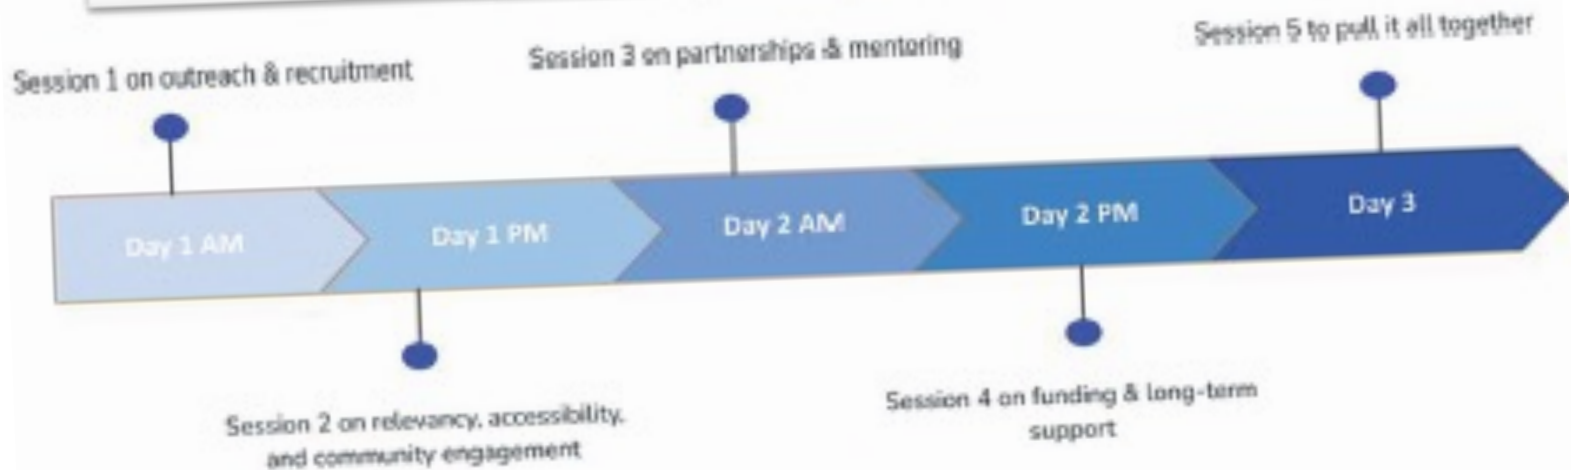 Session 1 on outreach & recruitment
Session 3 on partnerships & mentoring
Session 5 to pull it all together
Day 1 AM
Day 1 PM
Day 2 AM
Day 2 PM
Day 3
Session 2 on relevancy, accessibility,
and community engagement
Session 4 on funding & long-term
support